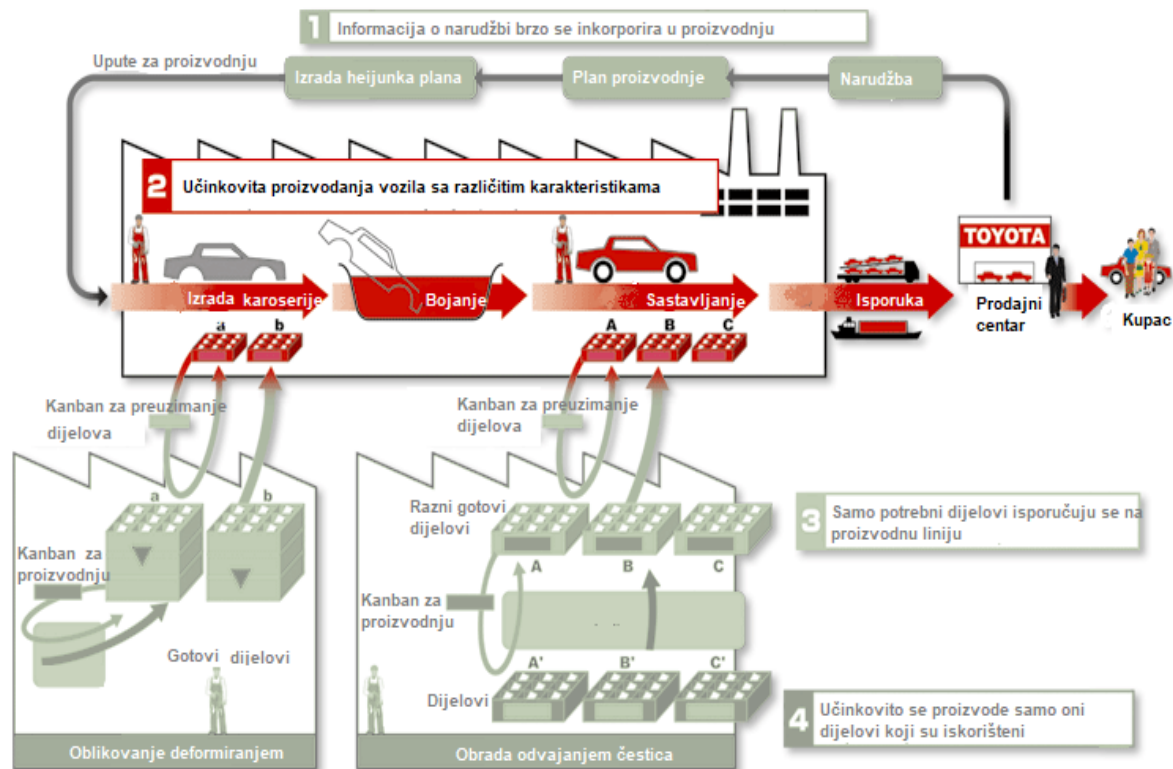 1 Informacija o narudžbi brzo se inkorporira u proizvodnju
Upute za proizvodnju
Izrada heijunka plana
Plan proizvodnje
Narudžba
2 Učinkovita proizvodanja vozila sa različitim karakteristikama
TOYOTA
Izrada karoserije
Bojanje
Sastavljanje
Isporuka
Prodajni
centar
Kupac
a b
A B C
Kanban za preuzimanje
dijelova
Kanban za preuzimanje
dijelova
a b
Kanban za
proizvodnju
Gotovi dijelovi
Oblikovanje deformiranjem
Razni gotovi
dijelovi
A B C
Kanban za
proizvodnju
A' B' C'
Dijelovi
Obrada odvajanjem čestica
3 Samo potrebni dijelovi isporučuju se na
proizvodnu liniju
4 Učinkovito se proizvode samo oni
dijelovi koji su iskorišteni